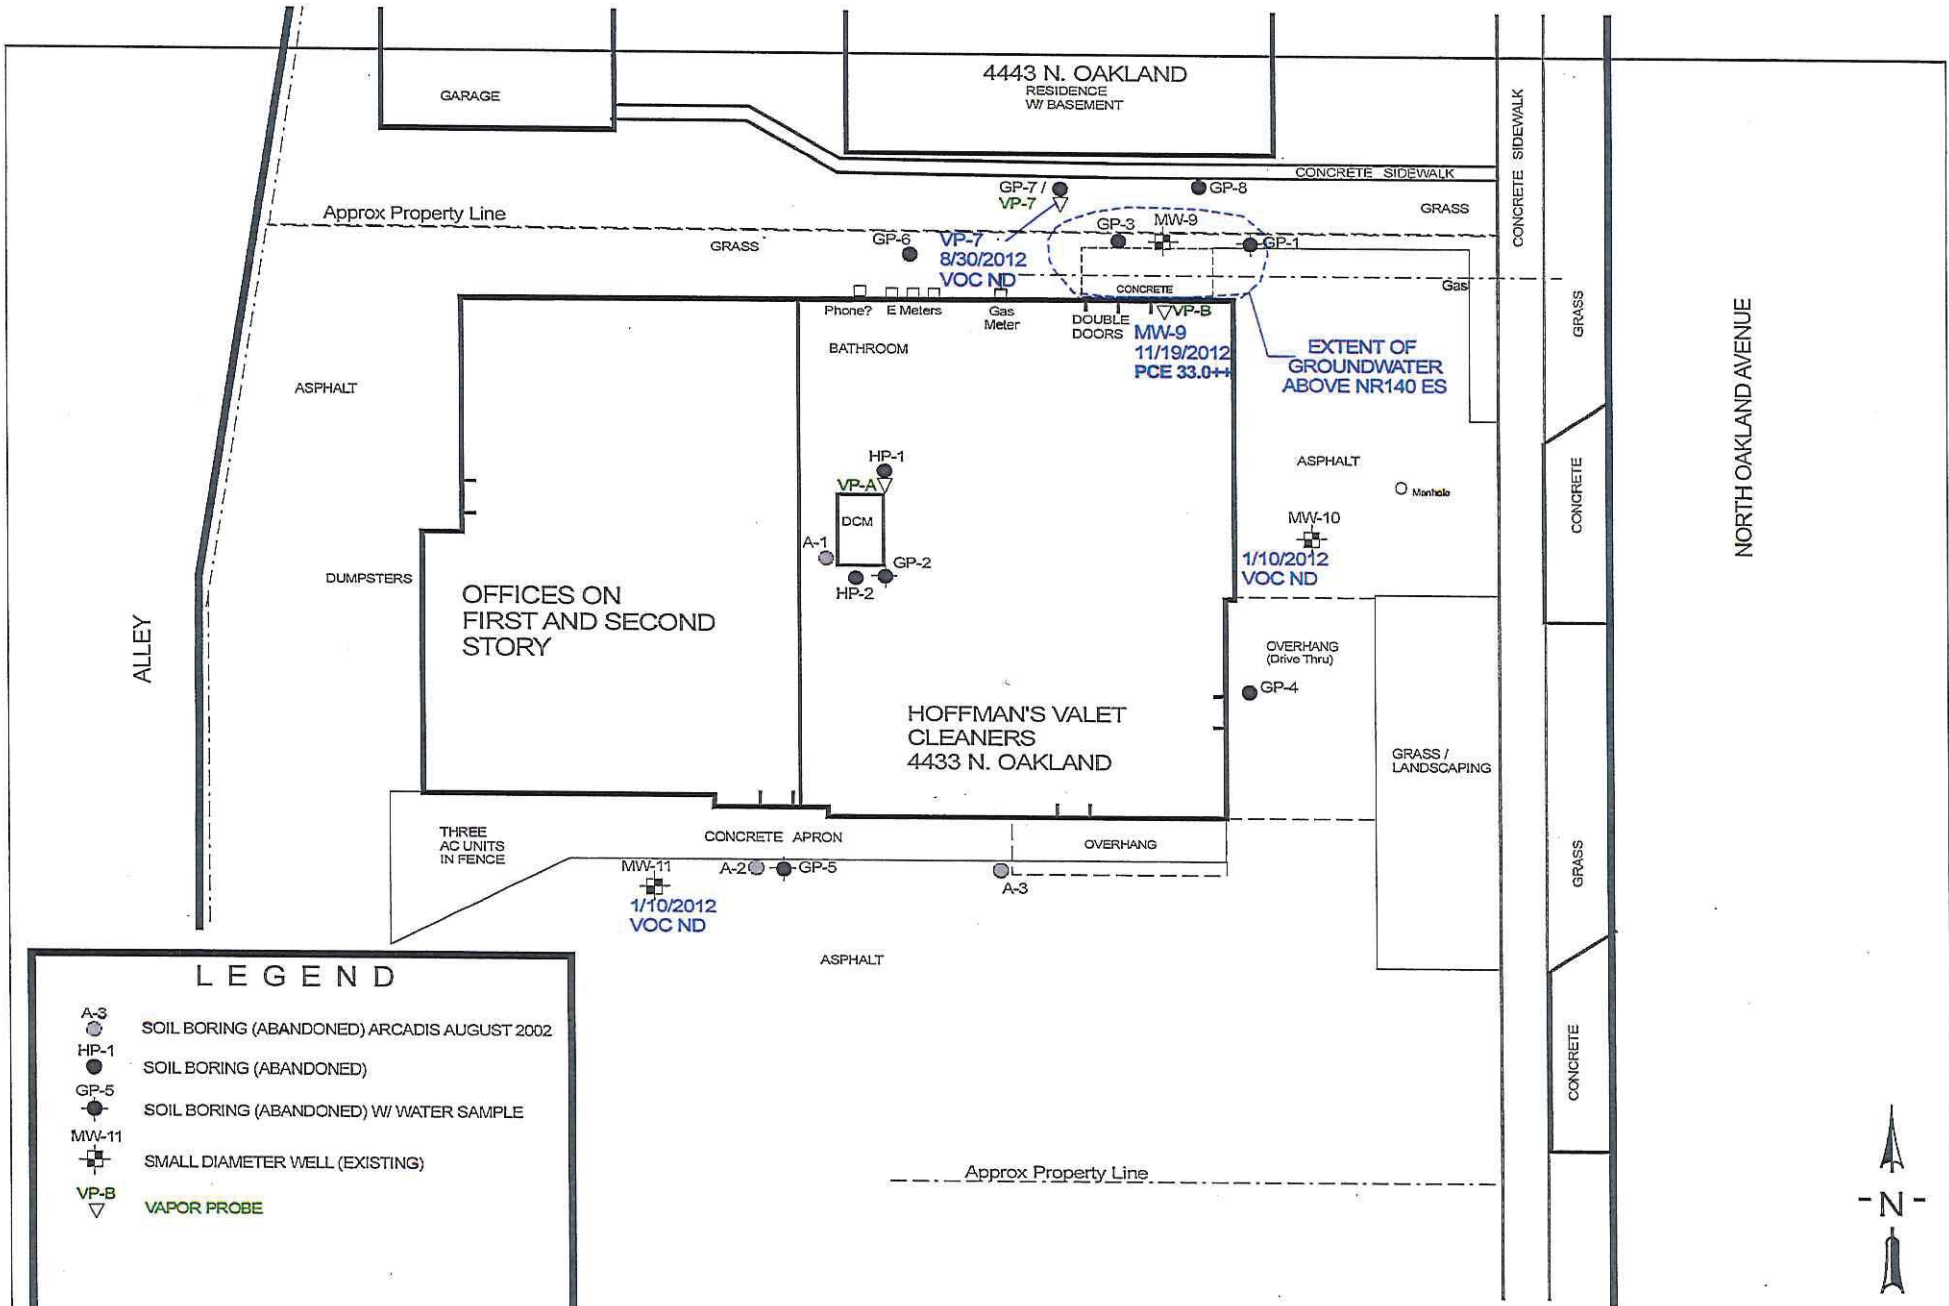 4443 N. OAKLAND
RESIDENCE
W/ BASEMENT
GARAGE
CONCRETE SIDEWALK
CONCRETE SIDEWALK
GP-7 /
VP-7
GP-8
GRASS
Approx Property Line
GRASS
GP-6
VP-7
8/30/2012
VOC ND
GP-3
MW-9
GP-1
CONCRETE
Gas
Phone?
E Meters
Gas
Meter
DOUBLE
DOORS
VP-B
MW-9
11/19/2012
PCE 33.0++
EXTENT OF
GROUNDWATER
ABOVE NR140 ES
BATHROOM
ASPHALT
GRASS
NORTH OAKLAND AVENUE
HP-1
VP-A
DCM
A-1
GP-2
HP-2
ASPHALT
Manhole
MW-10
1/10/2012
VOC ND
CONCRETE
DUMPSTERS
ALLEY
OFFICES ON
FIRST AND SECOND
STORY
OVERHANG
(Drive Thru)
GP-4
HOFFMAN'S VALET
CLEANERS
4433 N. OAKLAND
GRASS /
LANDSCAPING
GRASS
THREE
AC UNITS
IN FENCE
CONCRETE APRON
OVERHANG
MW-11
A-2
GP-5
A-3
1/10/2012
VOC ND
ASPHALT
CONCRETE
Approx Property Line
LEGEND
A-3
SOIL BORING (ABANDONED) ARCADIS AUGUST 2002
HP-1
SOIL BORING (ABANDONED)
GP-5
SOIL BORING (ABANDONED) W/ WATER SAMPLE
MW-11
SMALL DIAMETER WELL (EXISTING)
VP-B
VAPOR PROBE
-N-